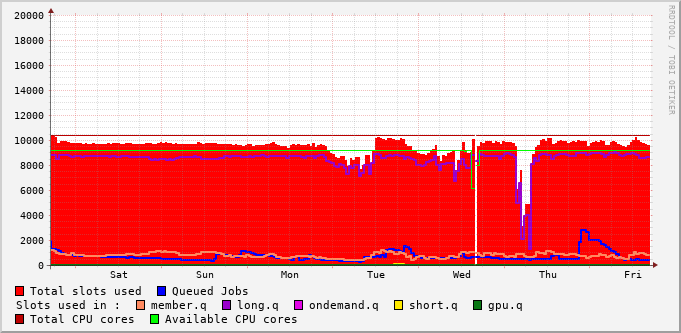 20000
18000
16000
14000
12000
10000
8000
6000
4000
2000
0
Sat Sun Mon Tue Wed Thu Fri
RRDTOOL / TOBI OETIKER
Total slots used Queued Jobs
Slots used in : member.q long.q ondemand.q short.q gpu.q
Total CPU cores Available CPU cores